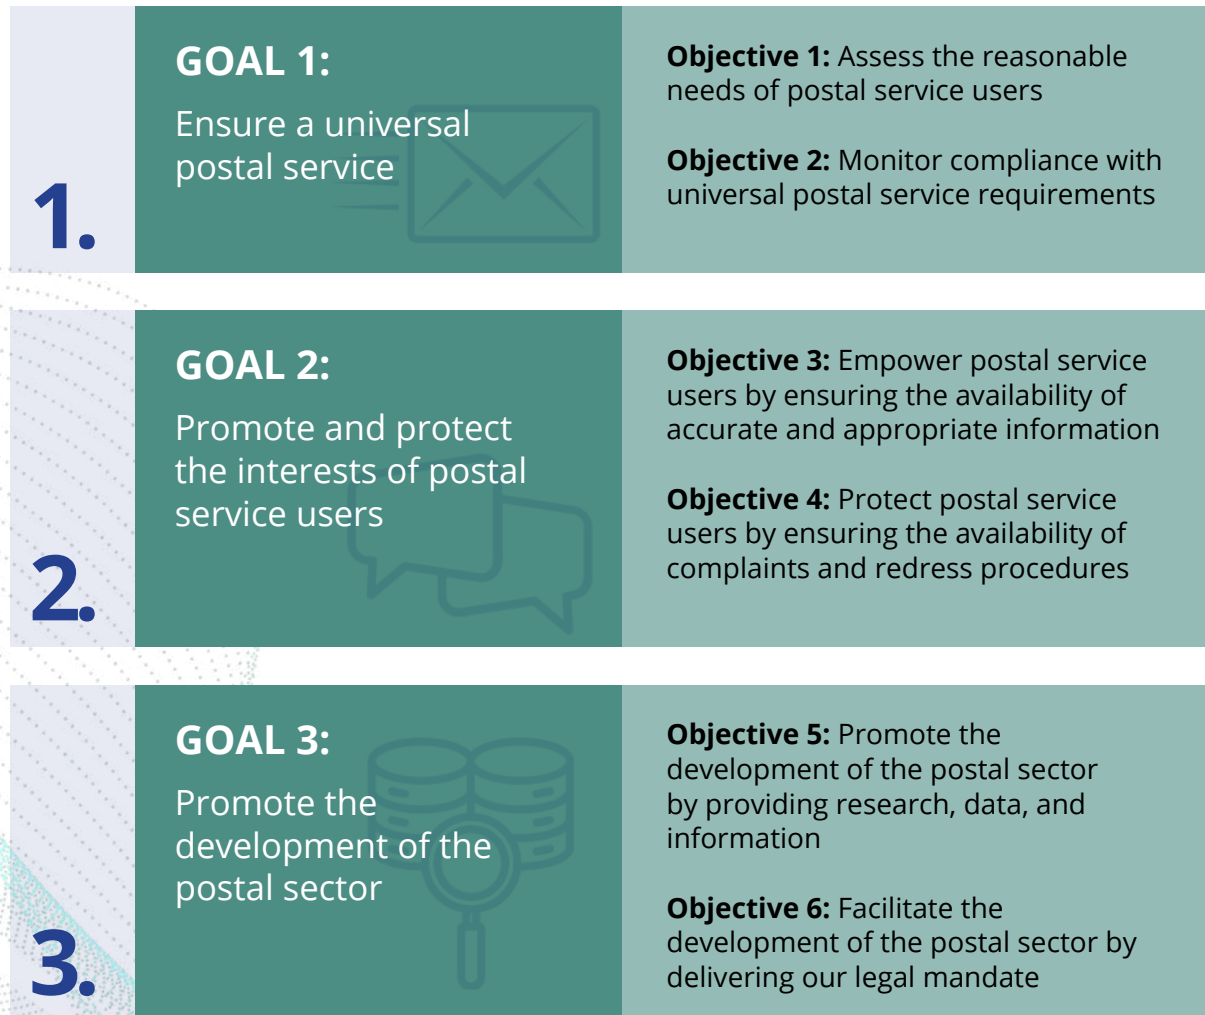 1.
GOAL 1:
Ensure a universal
postal service
Objective 1: Assess the reasonable
needs of postal service users
Objective 2: Monitor compliance with
universal postal service requirements
2.
GOAL 2:
Promote and protect
the interests of postal
service users
Objective 3: Empower postal service
users by ensuring the availability of
accurate and appropriate information
Objective 4: Protect postal service
users by ensuring the availability of
complaints and redress procedures
3.
GOAL 3:
Promote the
development of the
postal sector
Objective 5: Promote the
development of the postal sector
by providing research, data, and
information
Objective 6: Facilitate the
development of the postal sector by
delivering our legal mandate